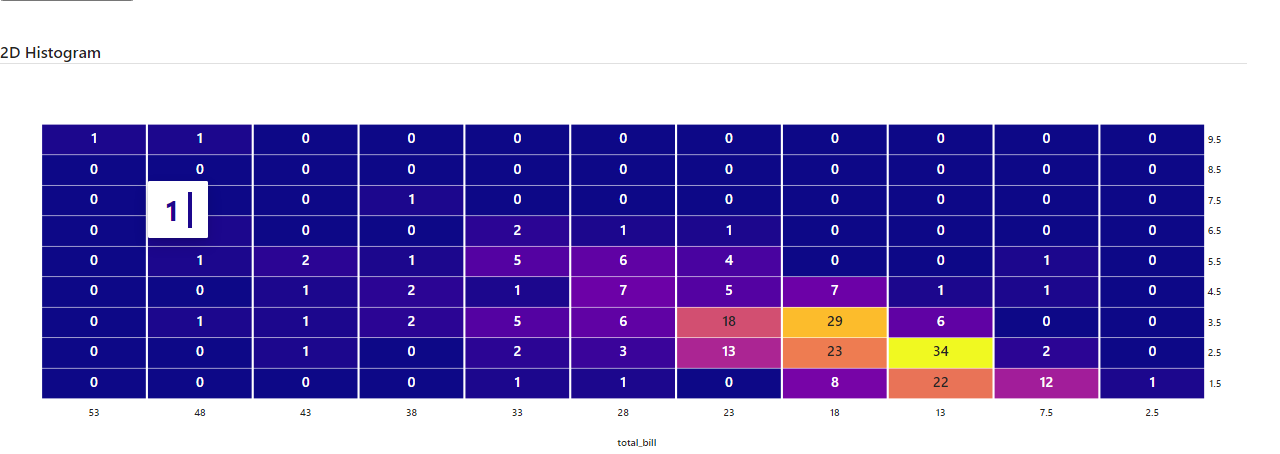 2D Histogram
1 1 0 0 0 0 0 0 0 0 0 9.5
0 0 0 0 0 0 0 0 0 0 0 8.5
0 0 1 0 0 0 0 0 0 0 7.5
1
0 0 0 2 1 1 0 0 0 0 6.5
0 1 2 1 5 6 4 0 0 1 0 5.5
0 0 1 2 1 7 5 7 1 1 0 4.5
0 1 1 2 5 6 18 29 6 0 0 3.5
0 0 1 0 2 3 13 23 34 2 0 2.5
0 0 0 0 1 1 0 8 22 12 1 1.5
53 48 43 38 33 28 23 18 13 7.5 2.5
total_bill